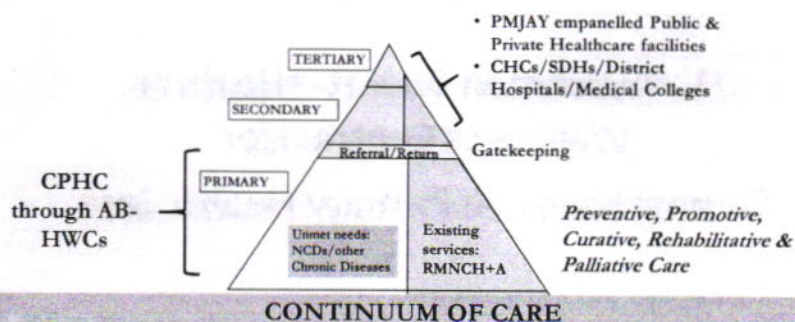 • PMJAY empanelled Public &
Private Healthcare facilities
• CHCs/SDHs/District
Hospitals/Medical Colleges
TERTIARY
SECONDARY
Referral/Return
Gatekeeping
PRIMARY
CPHC
through AB-
HWCs
Unmet needs:
NCDs/other
Chronic Diseases
Existing
services:
RMNCH+A
Preventive, Promotive,
Curative, Rehabilitative &
Palliative Care
CONTINUUM OF CARE